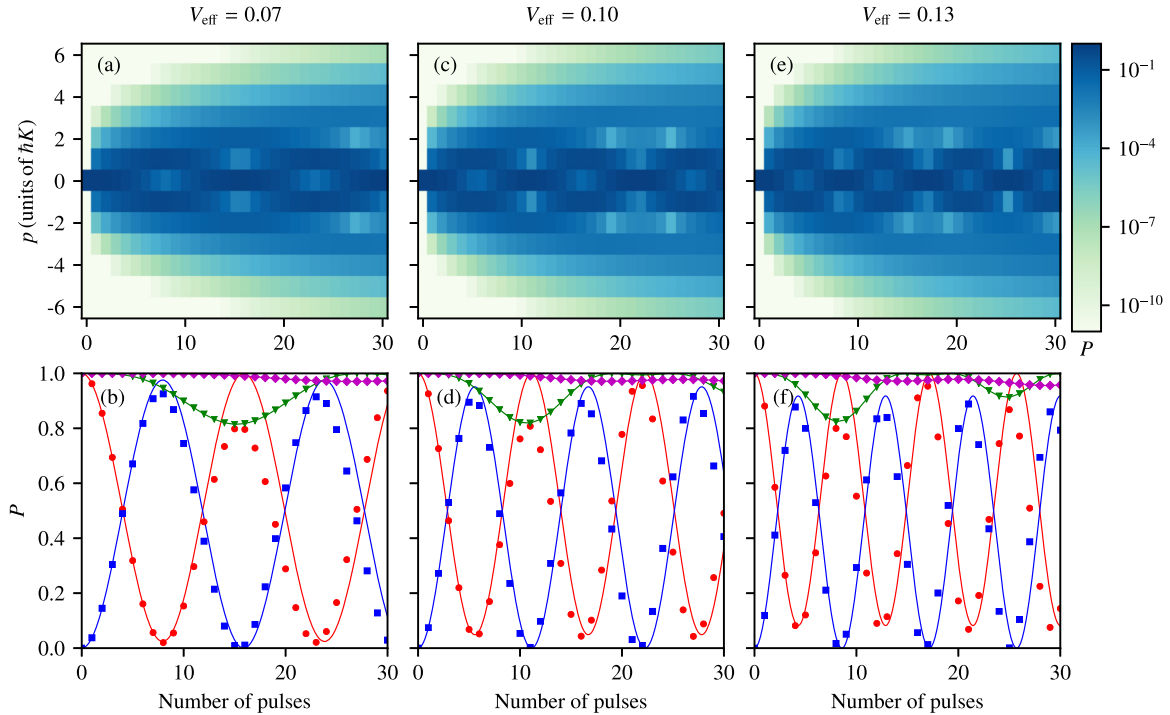 V_eff = 0.07
V_eff = 0.10
V_eff = 0.13
(a)
(c)
(e)
p (units of ħK)
6
4
2
0
-2
-4
-6
0 10 20 30
0 10 20 30
0 10 20 30
10⁻¹
10⁻⁴
10⁻⁷
10⁻¹⁰
P
(b)
(d)
(f)
P
1.0
0.8
0.6
0.4
0.2
0.0
0 10 20 30
0 10 20 30
0 10 20 30
Number of pulses
Number of pulses
Number of pulses